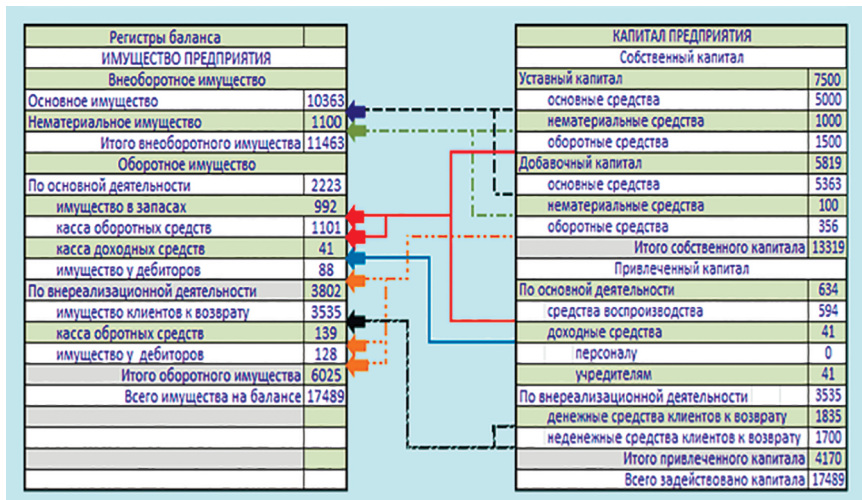 Регистры баланса
ИМУЩЕСТВО ПРЕДПРИЯТИЯ
Внеоборотное имущество
Основное имущество 10363
Нематериальное имущество 1100
Итого внеоборотного имущества 11463
Оборотное имущество
По основной деятельности 2223
имущество в запасах 992
касса оборотных средств 1101
касса доходных средств 41
имущество у дебиторов 88
По внереализационной деятельности 3802
имущество клиентов к возврату 3535
касса обротных средств 139
имущество у дебиторов 128
Итого оборотного имущества 6025
Всего имущества на балансе 17489
КАПИТАЛ ПРЕДПРИЯТИЯ
Собственный капитал
Уставный капитал 7500
основные средства 5000
нематериальные средства 1000
оборотные средства 1500
Добавочный капитал 5819
основные средства 5363
нематериальные средства 100
оборотные средства 356
Итого собственного капитала 13319
Привлеченный капитал
По основной деятельности 634
средства воспроизводства 594
доходные средства 41
персоналу 0
учредителям 41
По внереализационной деятельности 3535
денежные средства клиентов к возврату 1835
неденежные средства клиентов к возврату 1700
Итого привлеченного капитала 4170
Всего задействовано капитала 17489